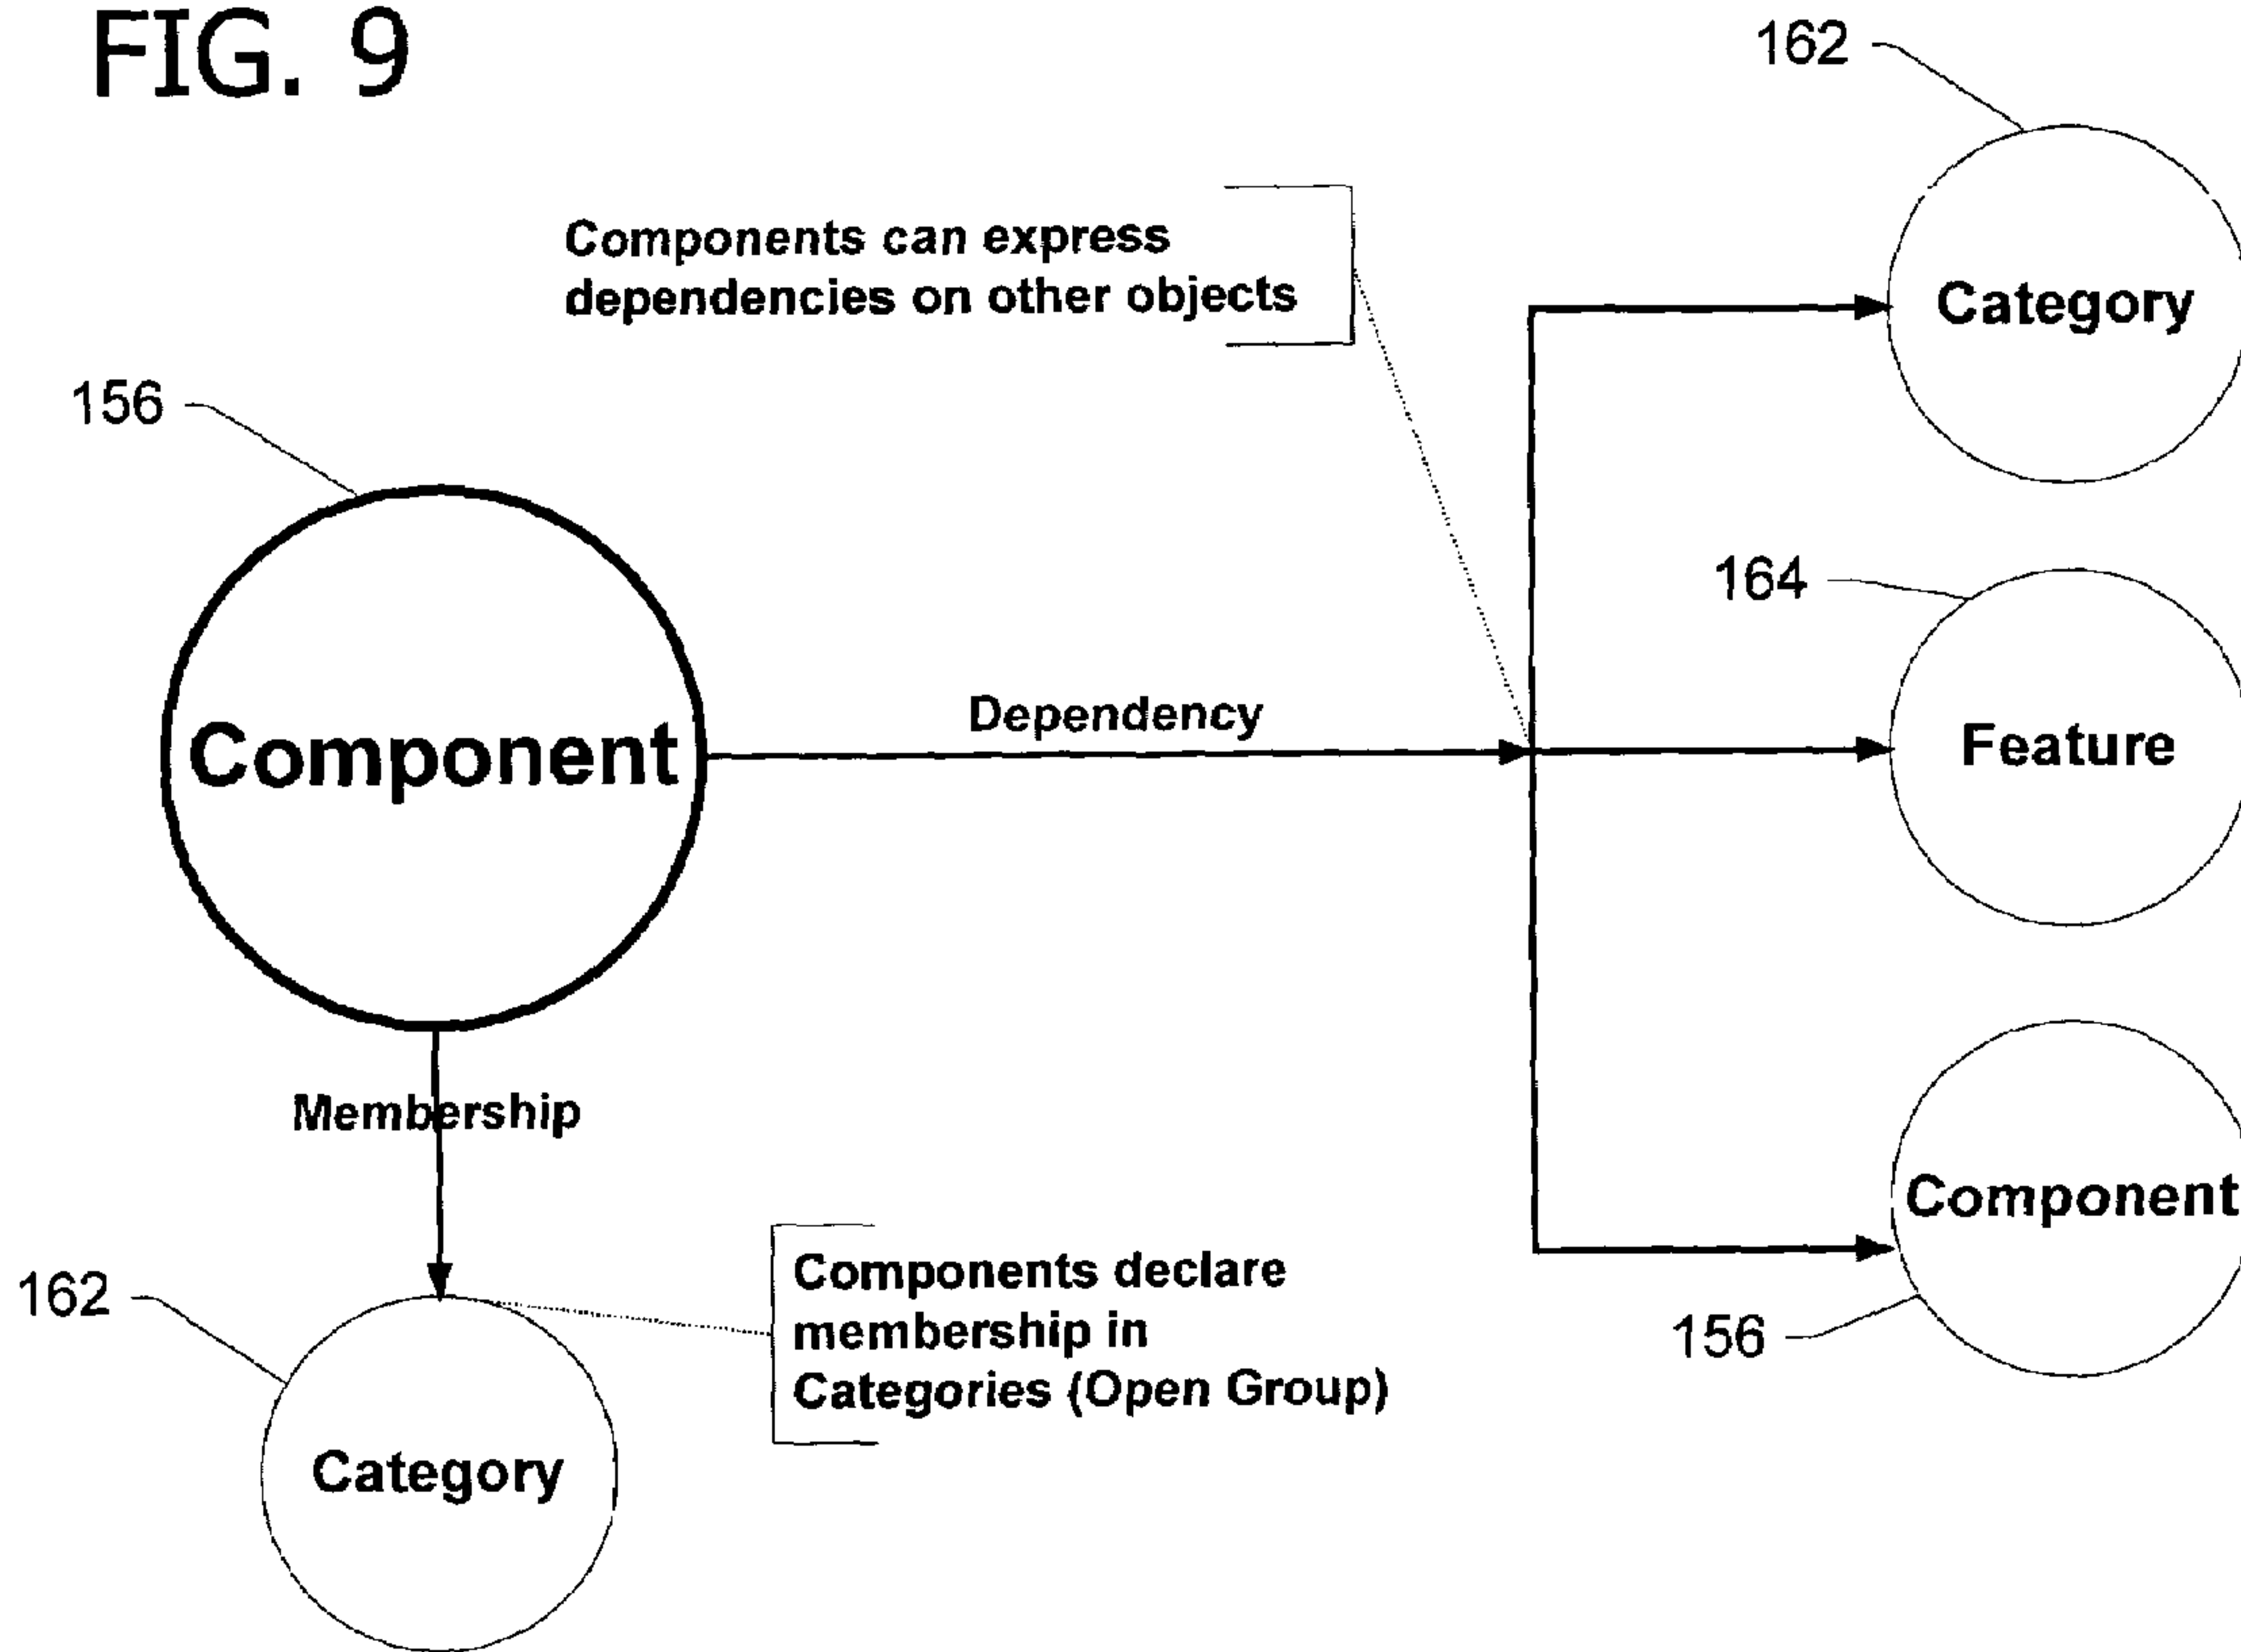 FIG. 9
162
Components can express
dependencies on other objects
Category
156
164
Dependency
Feature
Component
Membership
Component
162
Components declare
membership in
Categories (Open Group)
156
Category